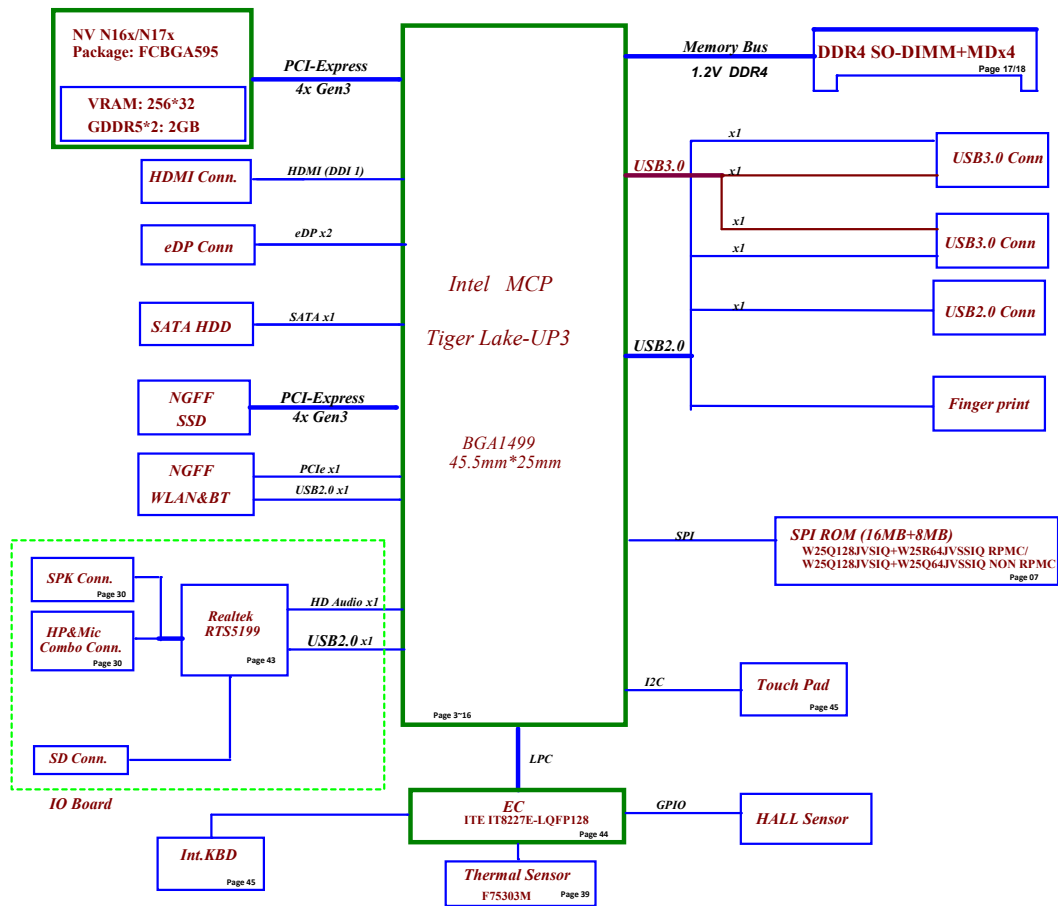 NV N16x/N17x
Package: FCBGA595
VRAM: 256*32
GDDR5*2: 2GB
PCI-Express
4x Gen3
HDMI Conn.
HDMI (DDI 1)
eDP Conn
eDP x2
SATA HDD
SATA x1
NGFF
SSD
PCI-Express
4x Gen3
NGFF
WLAN&BT
PCIe x1
USB2.0 x1
SPK Conn.
Page 30
HP&Mic
Combo Conn.
Page 30
Realtek
RTS5199
Page 43
HD Audio x1
USB2.0 x1
SD Conn.
IO Board
Intel MCP
Tiger Lake-UP3
BGA1499
45.5mm*25mm
Page 3~16
Memory Bus
1.2V DDR4
DDR4 SO-DIMM+MDx4
Page 17/18
USB3.0
x1
x1
USB3.0 Conn
x1
x1
USB3.0 Conn
x1
USB2.0 Conn
USB2.0
Finger print
SPI
SPI ROM (16MB+8MB)
W25Q128JVSIQ+W25R64JVSSIQ RPMC/
W25Q128JVSIQ+W25Q64JVSSIQ NON RPMC
Page 07
I2C
Touch Pad
Page 45
LPC
EC
ITE IT8227E-LQFP128
Page 44
GPIO
HALL Sensor
Int.KBD
Page 45
Thermal Sensor
F75303M
Page 39